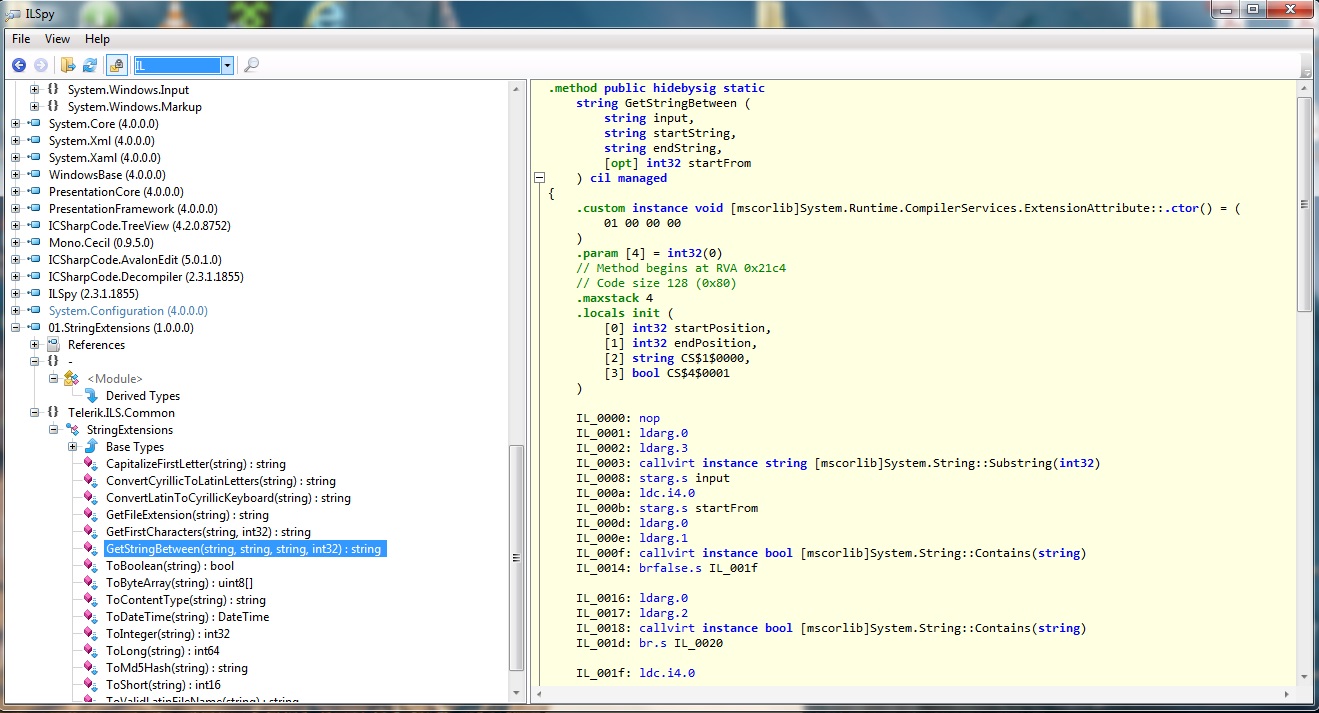 ILSpy
File View Help
IL
System.Windows.Input
System.Windows.Markup
System.Core (4.0.0.0)
System.Xml (4.0.0.0)
System.Xaml (4.0.0.0)
WindowsBase (4.0.0.0)
PresentationCore (4.0.0.0)
PresentationFramework (4.0.0.0)
ICSharpCode.TreeView (4.2.0.8752)
Mono.Cecil (0.9.5.0)
ICSharpCode.AvalonEdit (5.0.1.0)
ICSharpCode.Decompiler (2.3.1.1855)
ILSpy (2.3.1.1855)
System.Configuration (4.0.0.0)
01.StringExtensions (1.0.0.0)
References
{} -
<Module>
Derived Types
{} Telerik.ILS.Common
StringExtensions
Base Types
CapitalizeFirstLetter(string) : string
ConvertCyrillicToLatinLetters(string) : string
ConvertLatinToCyrillicKeyboard(string) : string
GetFileExtension(string) : string
GetFirstCharacters(string, int32) : string
GetStringBetween(string, string, string, int32) : string
ToBoolean(string) : bool
ToByteArray(string) : uint8[]
ToContentType(string) : string
ToDateTime(string) : DateTime
ToInteger(string) : int32
ToLong(string) : int64
ToMd5Hash(string) : string
ToShort(string) : int16
ToValidLatinFileName(string) : string
.method public hidebysig static
string GetStringBetween (
string input,
string startString,
string endString,
[opt] int32 startFrom
) cil managed
{
.custom instance void [mscorlib]System.Runtime.CompilerServices.ExtensionAttribute::.ctor() = (
01 00 00 00
)
.param [4] = int32(0)
// Method begins at RVA 0x21c4
// Code size 128 (0x80)
.maxstack 4
.locals init (
[0] int32 startPosition,
[1] int32 endPosition,
[2] string CS$1$0000,
[3] bool CS$4$0001
)
IL_0000: nop
IL_0001: ldarg.0
IL_0002: ldarg.3
IL_0003: callvirt instance string [mscorlib]System.String::Substring(int32)
IL_0008: starg.s input
IL_000a: ldc.i4.0
IL_000b: starg.s startFrom
IL_000d: ldarg.0
IL_000e: ldarg.1
IL_000f: callvirt instance bool [mscorlib]System.String::Contains(string)
IL_0014: brfalse.s IL_001f
IL_0016: ldarg.0
IL_0017: ldarg.2
IL_0018: callvirt instance bool [mscorlib]System.String::Contains(string)
IL_001d: br.s IL_0020
IL_001f: ldc.i4.0